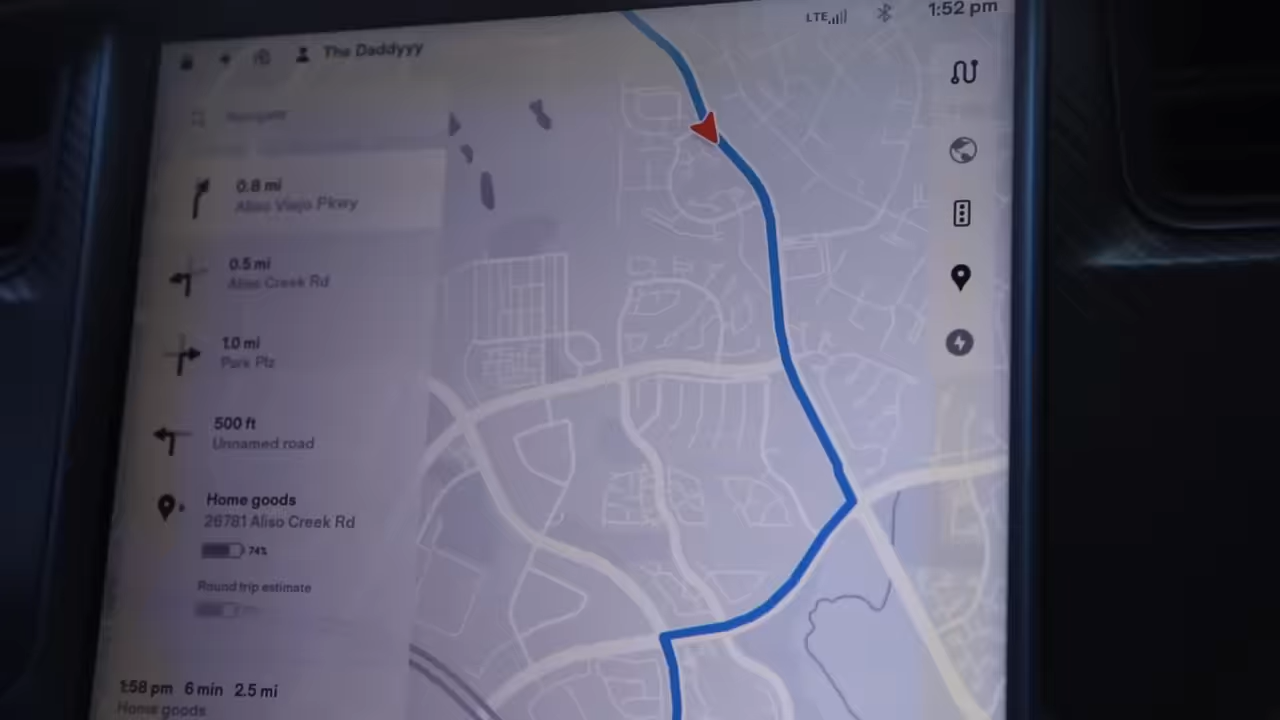 LTE
1:52 pm
The Daddyyy
Navigate
0.8 mi
Aliso Viejo Pkwy
0.5 mi
Aliso Creek Rd
1.0 mi
Park Plz
500 ft
Unnamed road
Home goods
26781 Aliso Creek Rd
74%
Round trip estimate
1:58 pm 6 min 2.5 mi
Home goods